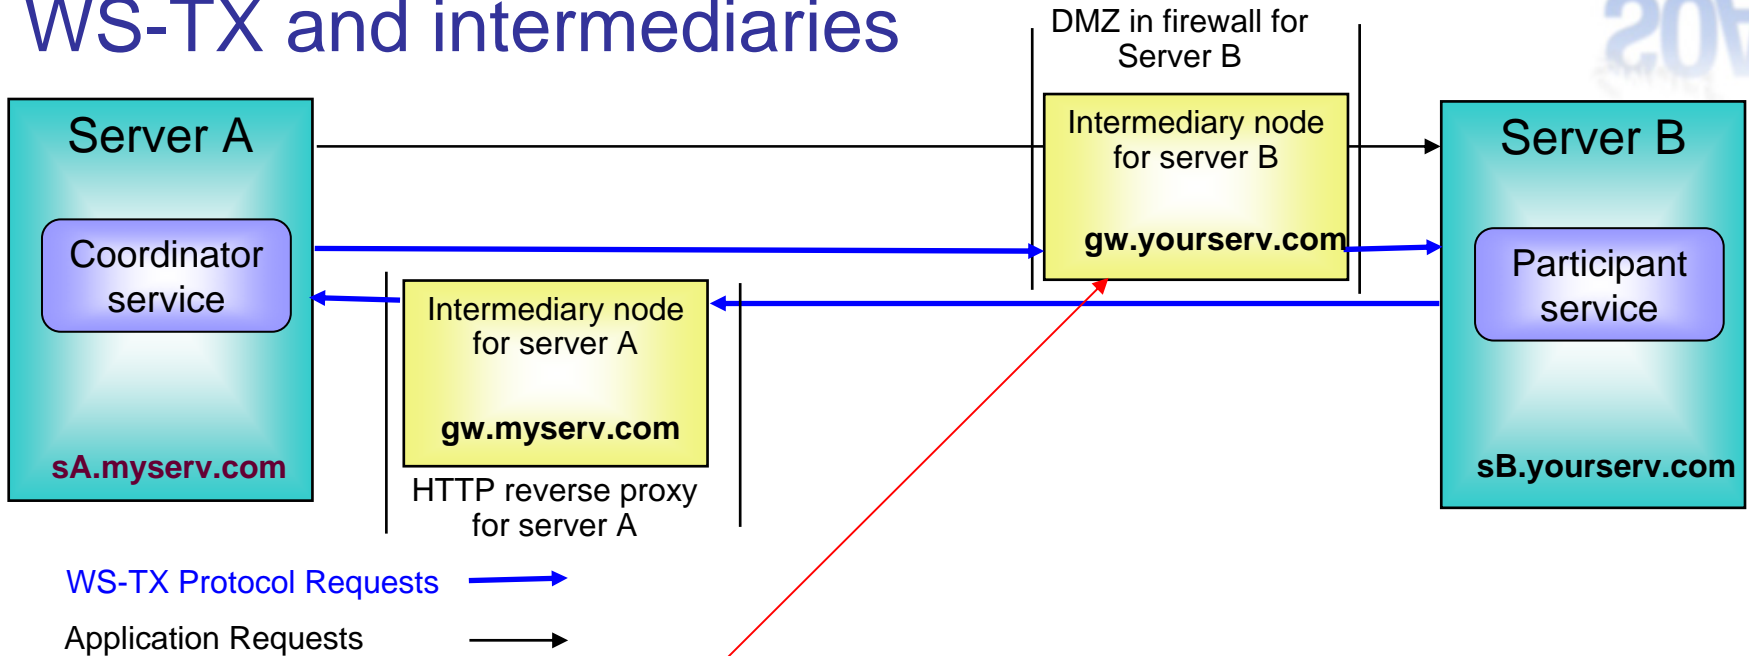 WS-TX and intermediaries
DMZ in firewall for
Server B
SOA
Server A
Coordinator
service
sA.myserv.com
Intermediary node
for server B
gw.yourserv.com
Server B
Participant
service
sB.yourserv.com
Intermediary node
for server A
gw.myserv.com
HTTP reverse proxy
for server A
WS-TX Protocol Requests
Application Requests